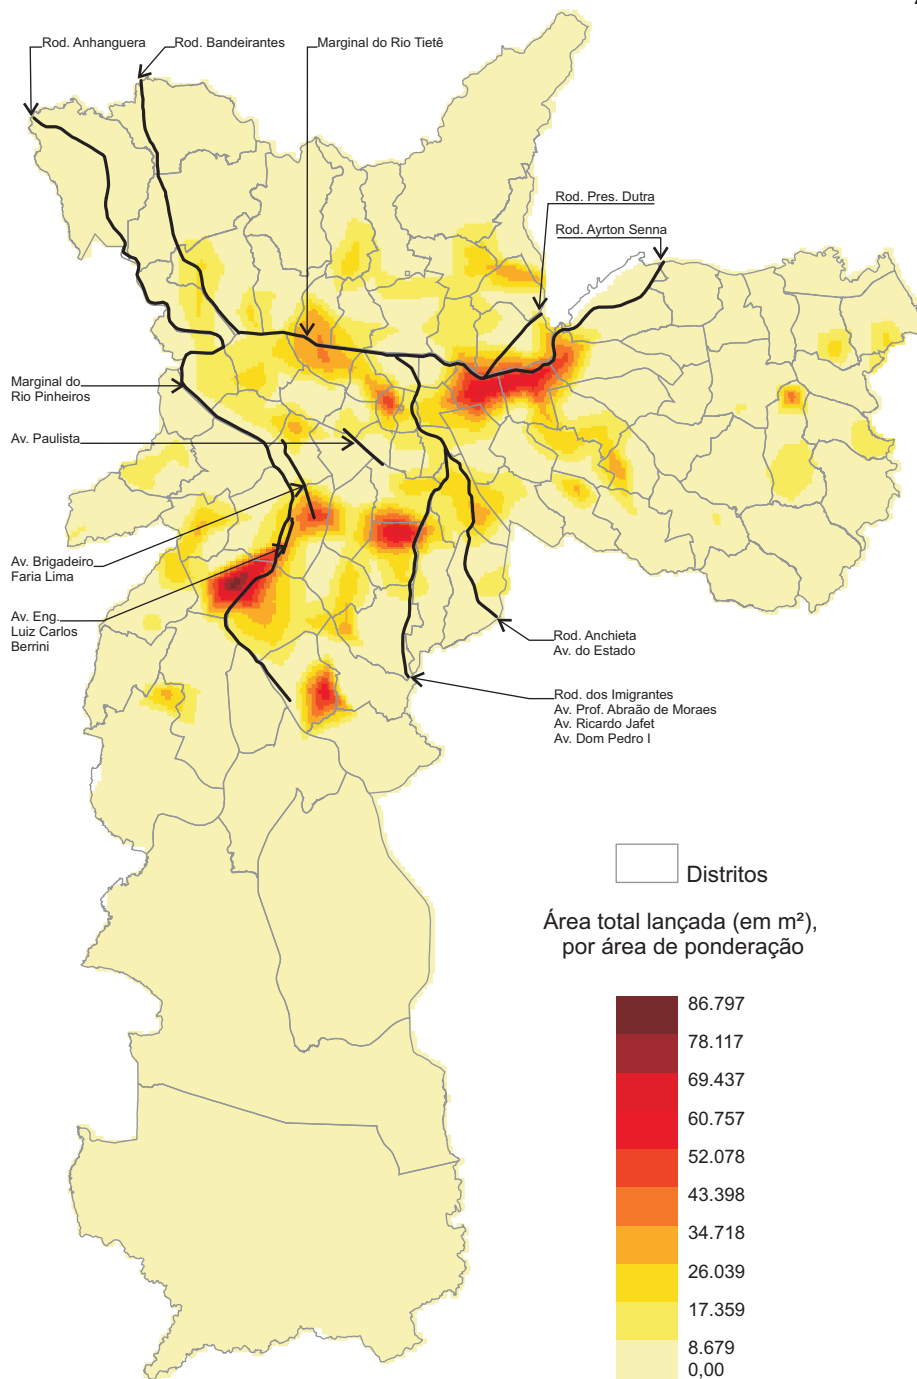 Rod. Anhanguera
Rod. Bandeirantes
Marginal do Rio Tietê
Rod. Pres. Dutra
Rod. Ayrton Senna
Marginal do
Rio Pinheiros
Av. Paulista
Av. Brigadeiro
Faria Lima
Av. Eng.
Luiz Carlos
Berrini
Rod. Anchieta
Av. do Estado
Rod. dos Imigrantes
Av. Prof. Abraão de Moraes
Av. Ricardo Jafet
Av. Dom Pedro I
Distritos
Área total lançada (em m²),
por área de ponderação
86.797
78.117
69.437
60.757
52.078
43.398
34.718
26.039
17.359
8.679
0,00